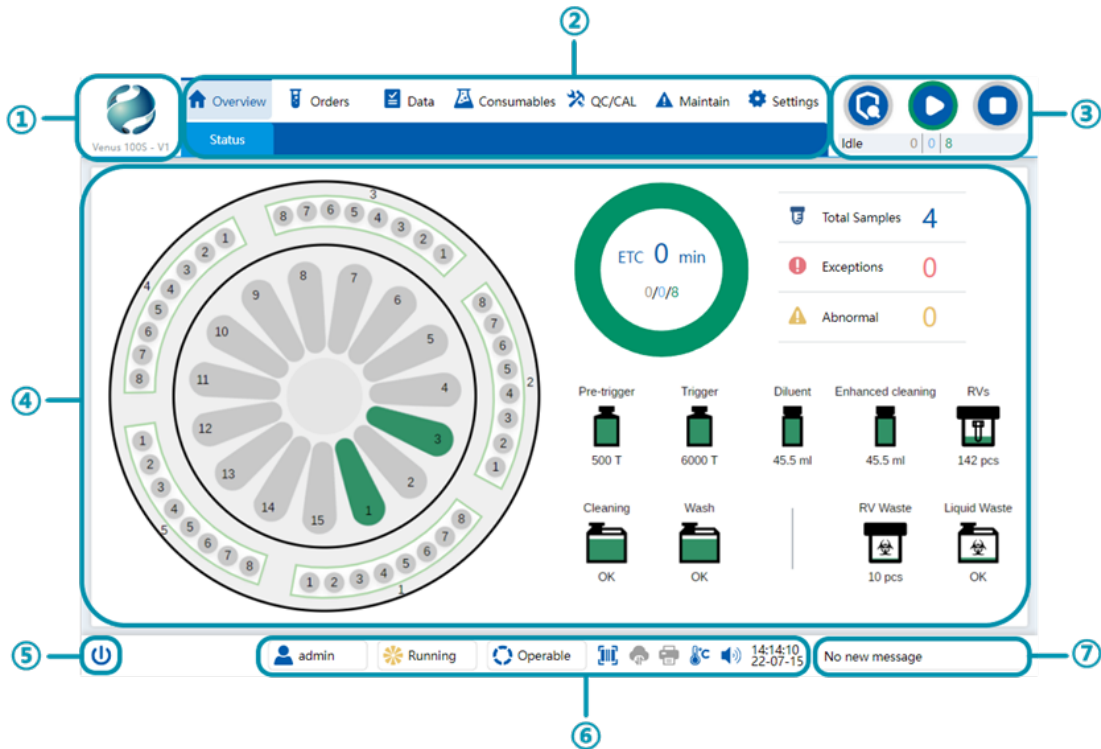 ②
Overview Orders Data Consumables QC/CAL Maintain Settings
①
③
Venus 100S - V1
Status
Idle 0 0 8
3
8 7 6 5 4 3 2 1
4
1 2 3 4 5 6 7 8
2
8 7 6 5 4 3 2 1
5
1 2 3 4 5 6 7 8
1
1 2 3 4 5 6 7 8
8 7 6 5 4 3 2 1 15 14 13 12 11 10 9
ETC 0 min
0/0/8
Total Samples 4
Exceptions 0
Abnormal 0
④
Pre-trigger Trigger Diluent Enhanced cleaning RVs
500 T 6000 T 45.5 ml 45.5 ml 142 pcs
Cleaning Wash RV Waste Liquid Waste
OK OK 10 pcs OK
⑤
admin Running Operable °C 14:14:10
22-07-15
No new message
⑦
⑥